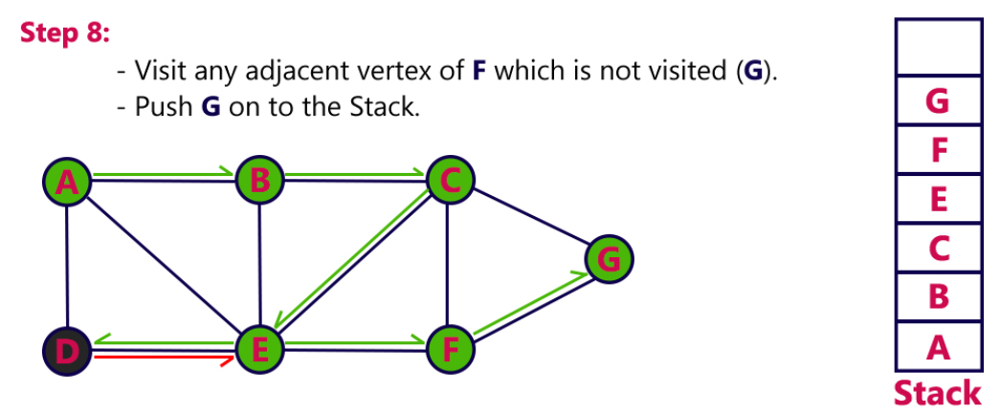 Step 8:
- Visit any adjacent vertex of F which is not visited (G).
- Push G on to the Stack.
A
B
C
G
D
E
F
G
F
E
C
B
A
Stack